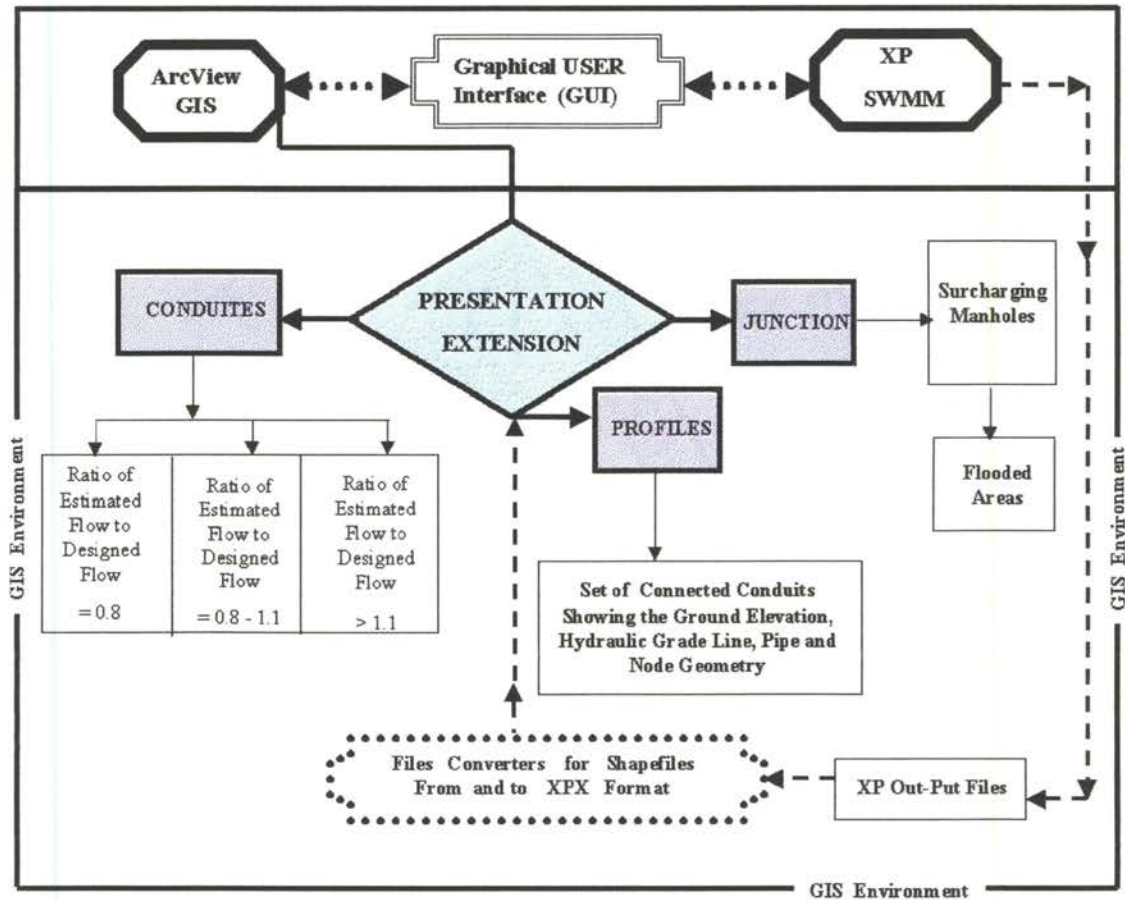 ArcView
GIS
Graphical USER
Interface (GUI)
XP
SWMM
CONDUITES
PRESENTATION
EXTENSION
JUNCTION
Surcharging
Manholes
PROFILES
Flooded
Areas
Ratio of
Estimated
Flow to
Designed
Flow
= 0.8
Ratio of
Estimated
Flow to
Designed
Flow
= 0.8 - 1.1
Ratio of
Estimated
Flow to
Designed
Flow
> 1.1
Set of Connected Conduits
Showing the Ground Elevation,
Hydraulic Grade Line, Pipe and
Node Geometry
Files Converters for Shapefiles
From and to XPX Format
XP Out-Put Files
GIS Environment
GIS Environment
GIS Environment